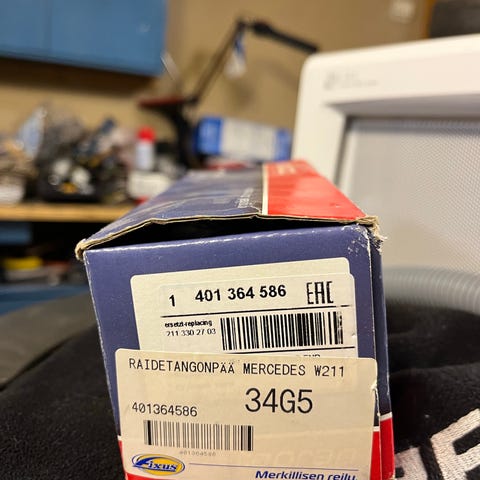 1 401 364 586 EAC
ersetzt-replacing
211 330 27 03
RAIDETANGONPÄÄ MERCEDES W211
401364586
34G5
401364586
Fixus
Merkillisen reilu.